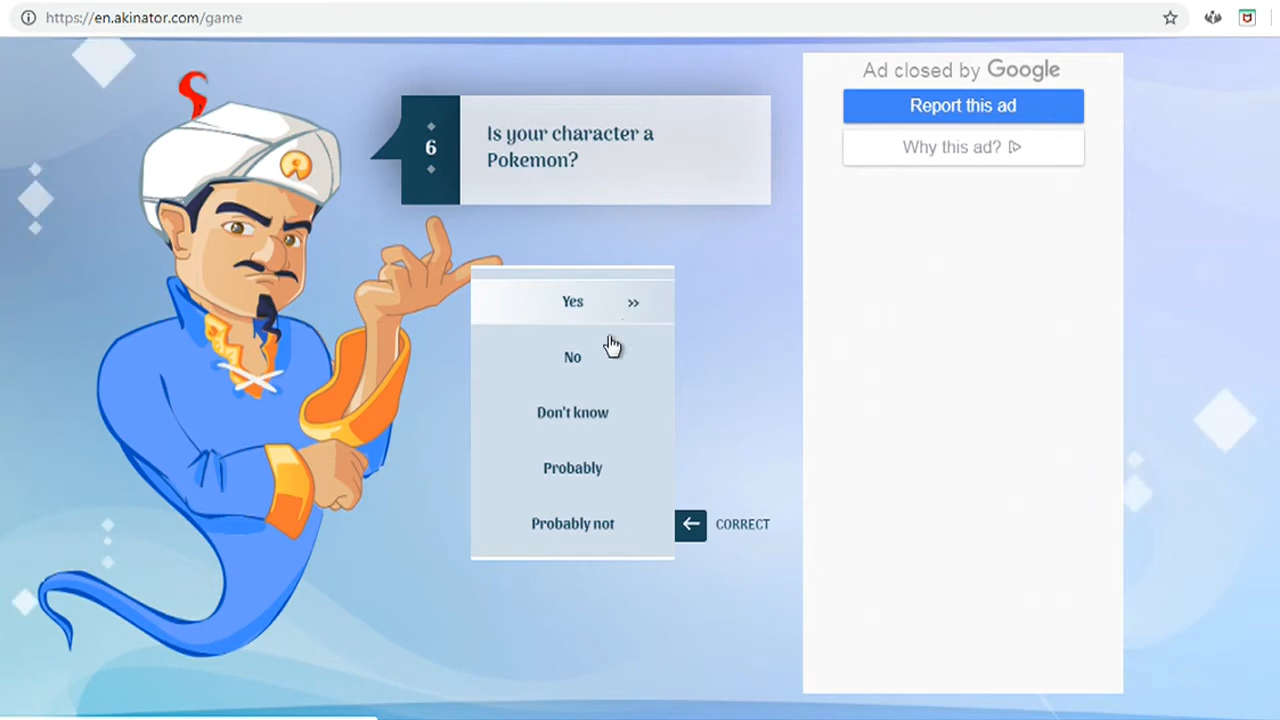 https://en.akinator.com/game
6
Is your character a
Pokemon?
Yes >>
No
Don't know
Probably
Probably not
CORRECT
Ad closed by Google
Report this ad
Why this ad?